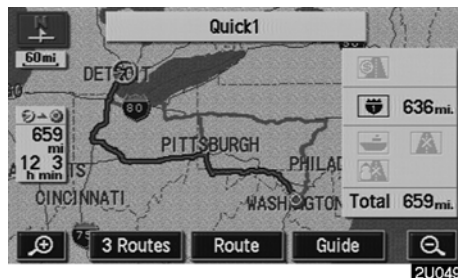 Quick1
60mi
DETROIT
80
636mi.
659
mi
12 3
h min
PITTSBURGH
PHILAD
CINCINNATI
WASHINGTON
Total 659mi.
75
3 Routes
Route
Guide
2U049